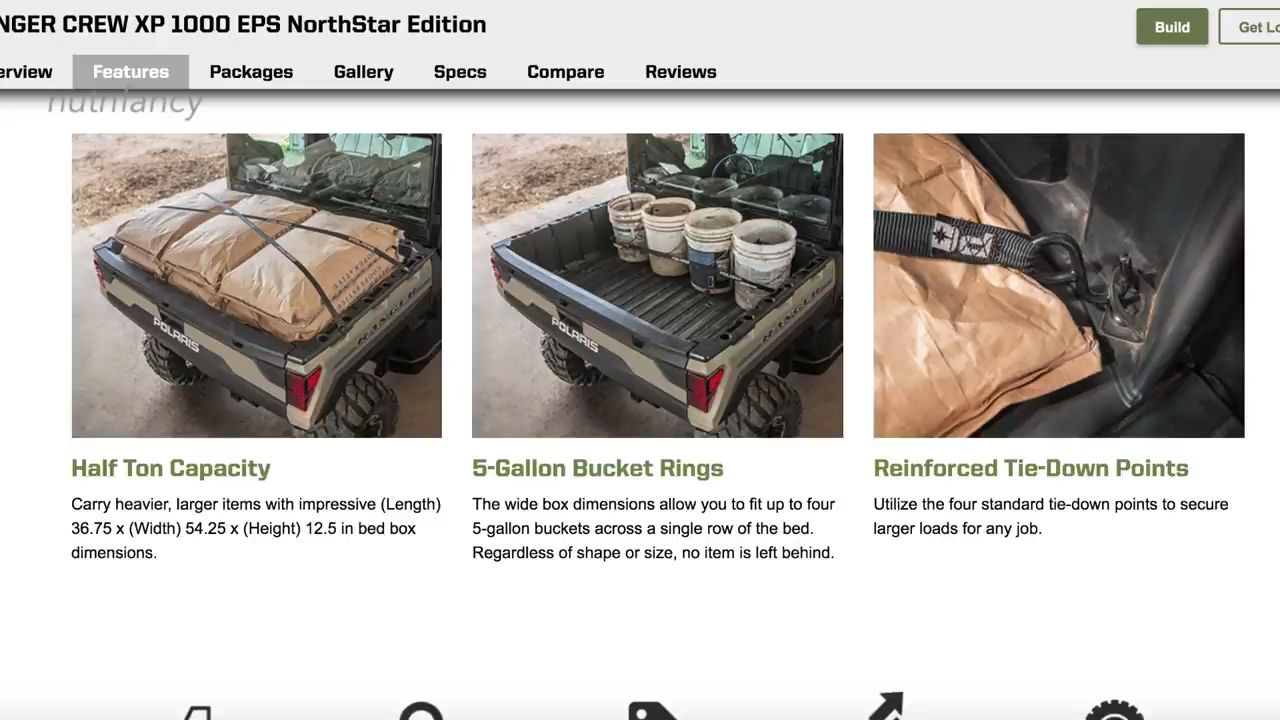 NGER CREW XP 1000 EPS NorthStar Edition
Build
Get Lo
erview
Features
Packages
Gallery
Specs
Compare
Reviews
nutnfancy
POLARIS
POLARIS
RANGER
Half Ton Capacity
5-Gallon Bucket Rings
Reinforced Tie-Down Points
Carry heavier, larger items with impressive (Length)
36.75 x (Width) 54.25 x (Height) 12.5 in bed box
dimensions.
The wide box dimensions allow you to fit up to four
5-gallon buckets across a single row of the bed.
Regardless of shape or size, no item is left behind.
Utilize the four standard tie-down points to secure
larger loads for any job.